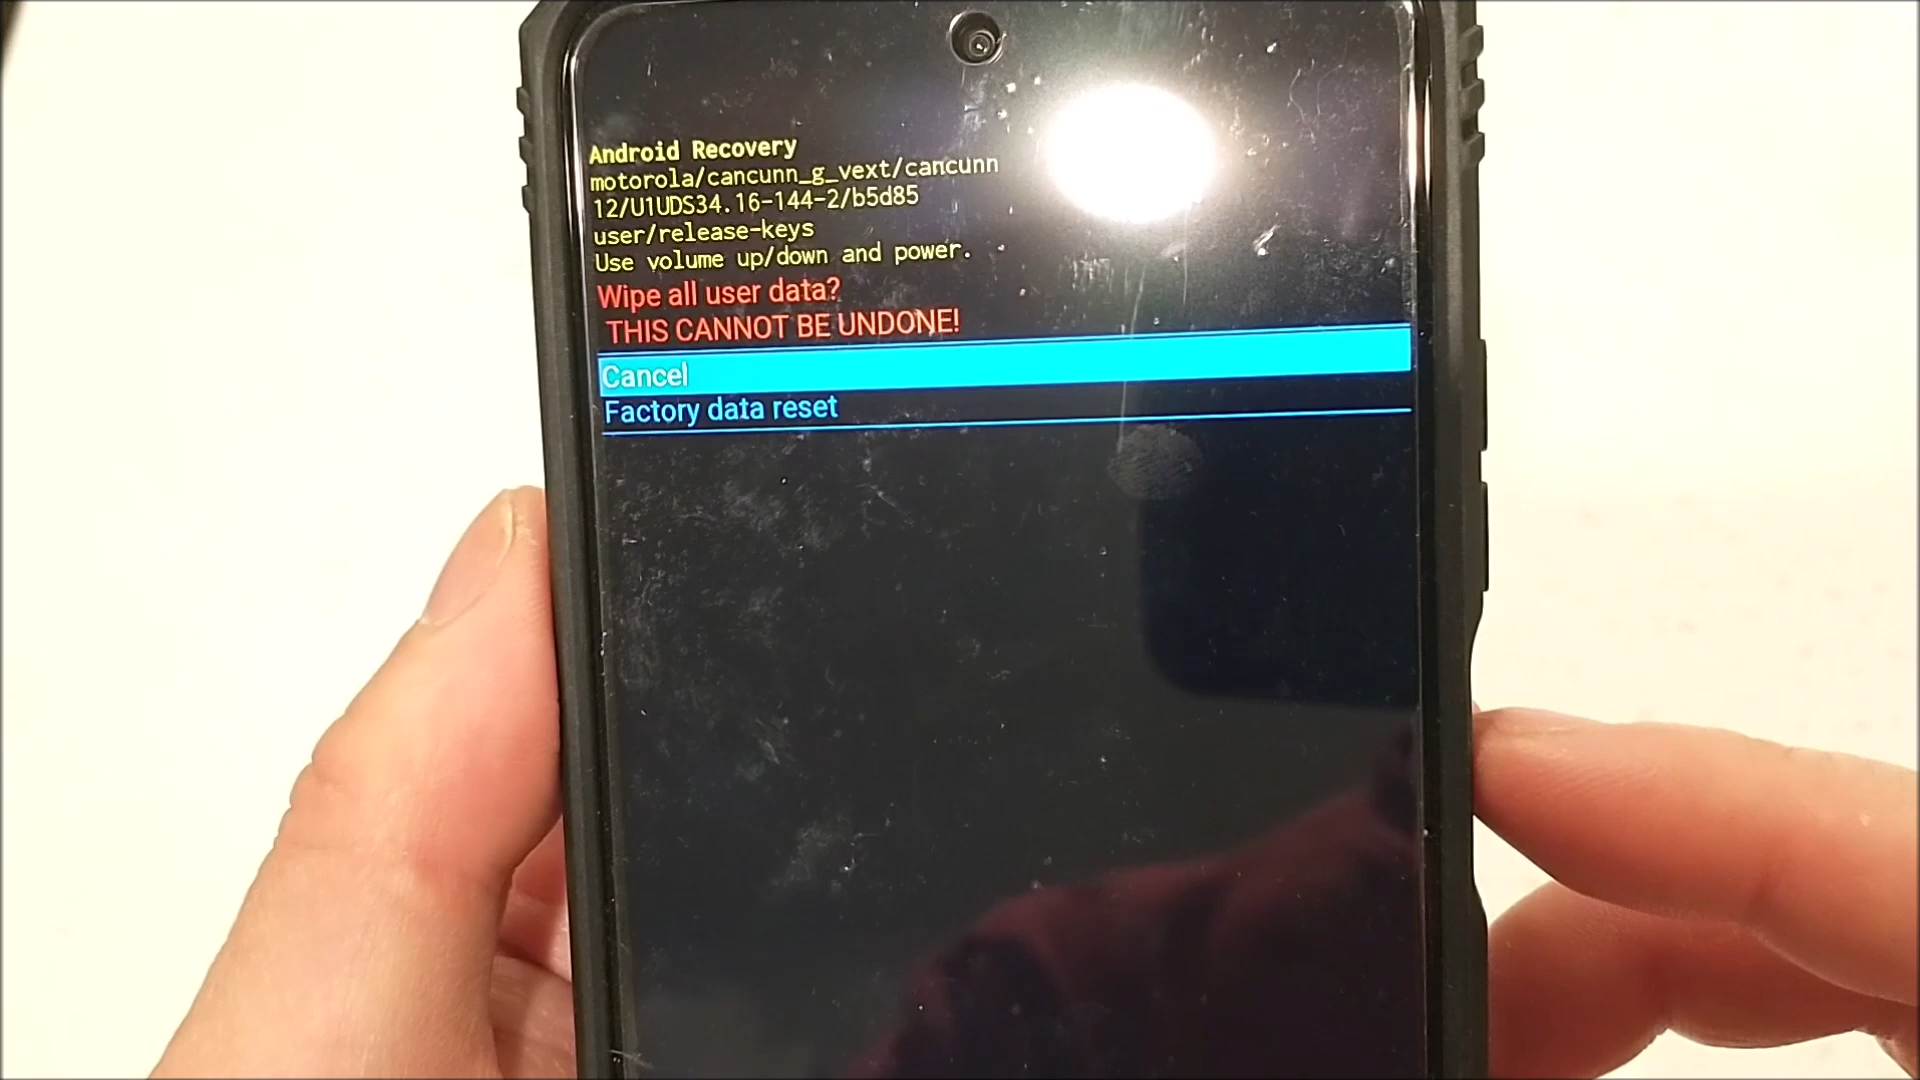 Android Recovery
motorola/cancunn_g_vext/cancunn
12/U1UDS34.16-144-2/b5d85
user/release-keys
Use volume up/down and power.
Wipe all user data?
THIS CANNOT BE UNDONE!
Cancel
Factory data reset